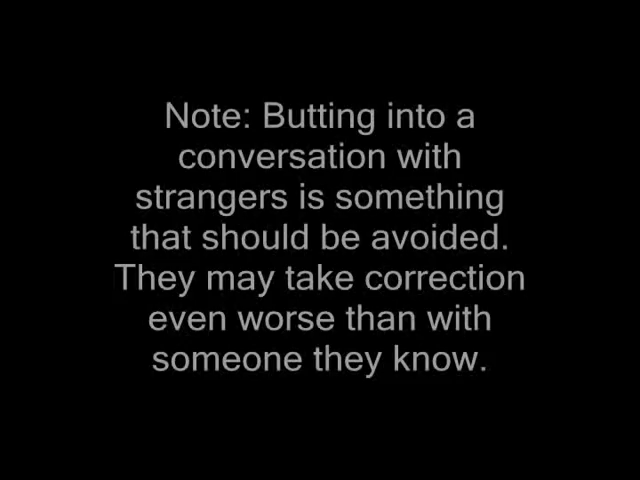 Note: Butting into a
conversation with
strangers is something
that should be avoided.
They may take correction
even worse than with
someone they know.